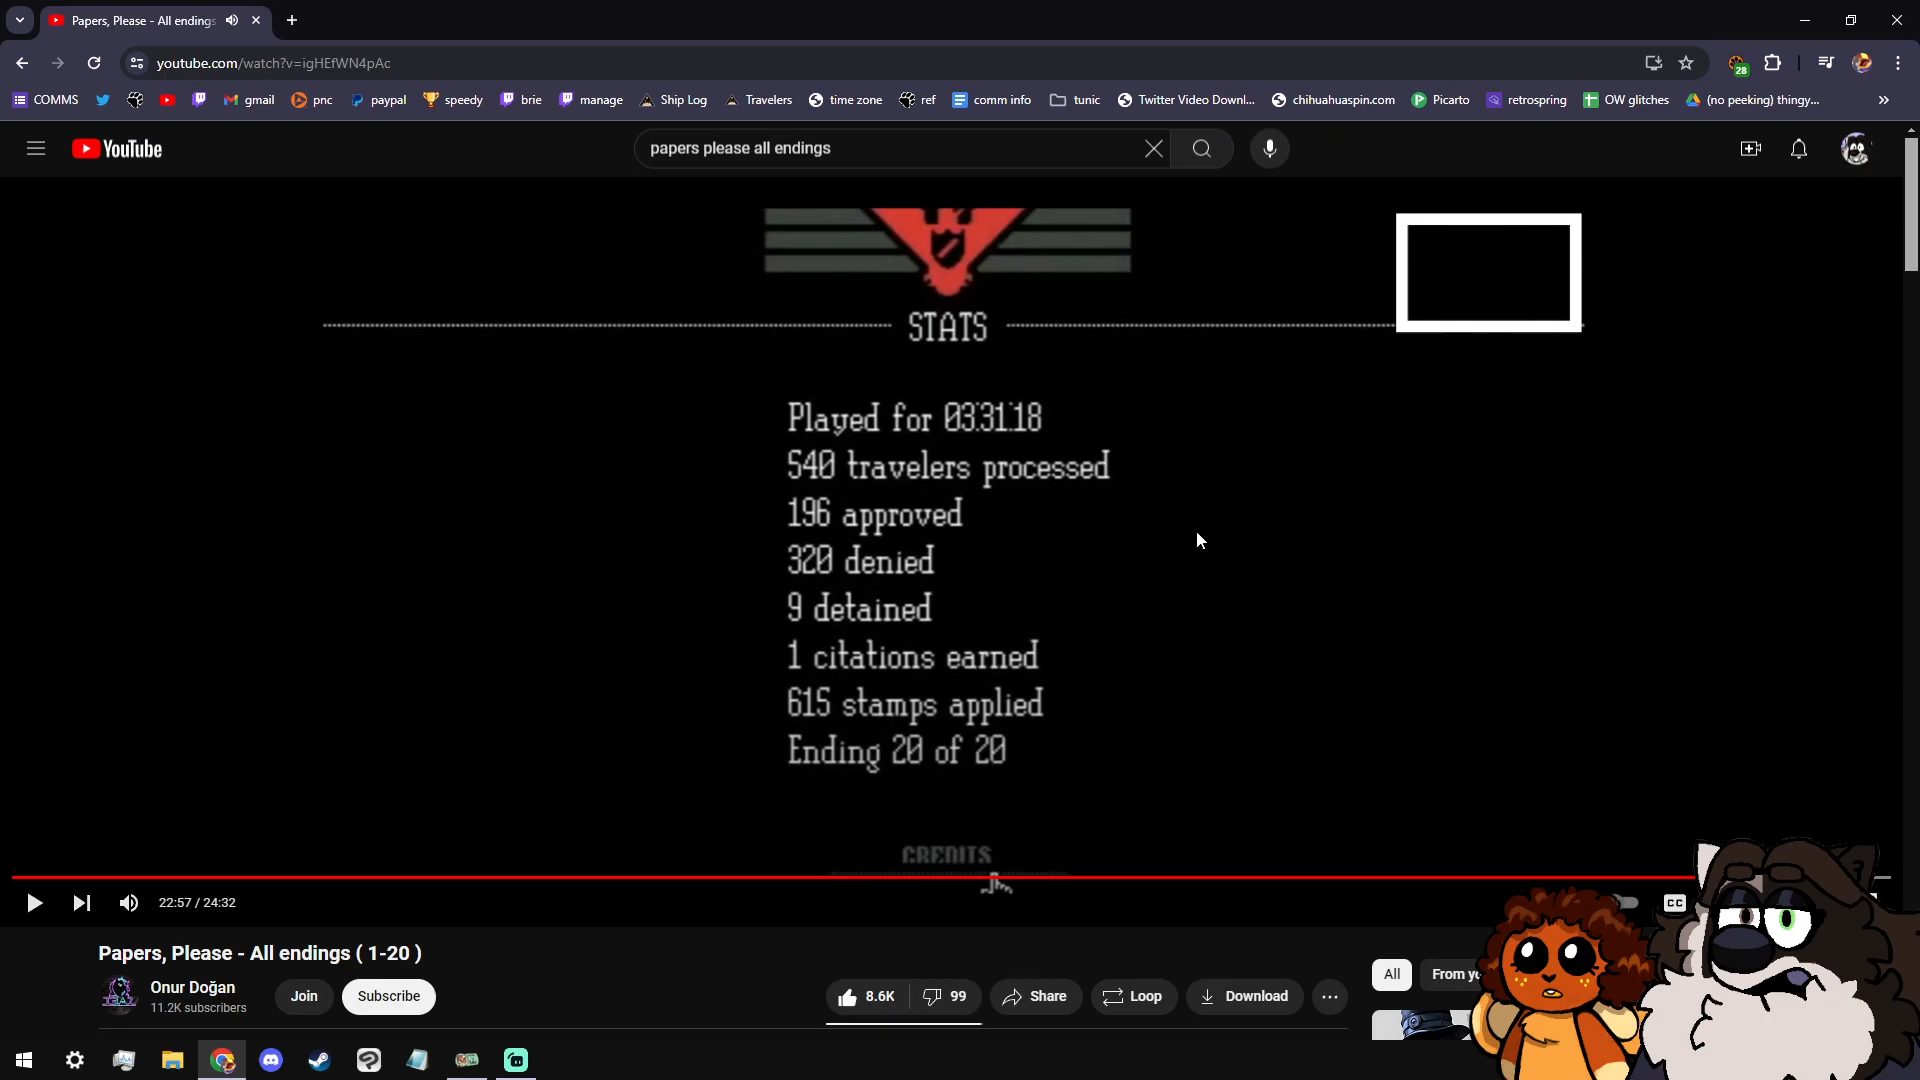 Papers, Please - All endings
youtube.com/watch?v=igHEfWN4pAc
28
COMMS
gmail
pnc
paypal
speedy
brie
manage
Ship Log
Travelers
time zone
ref
comm info
tunic
Twitter Video Downl...
chihuahuaspin.com
Picarto
retrospring
OW glitches
(no peeking) thingy...
YouTube
papers please all endings
STATS
Played for 03:31:18
540 travelers processed
196 approved
320 denied
9 detained
1 citations earned
615 stamps applied
Ending 20 of 20
CREDITS
22:57 / 24:32
CC
Papers, Please - All endings ( 1-20 )
Onur Doğan
11.2K subscribers
Join
Subscribe
8.6K
99
Share
Loop
Download
All
From yo